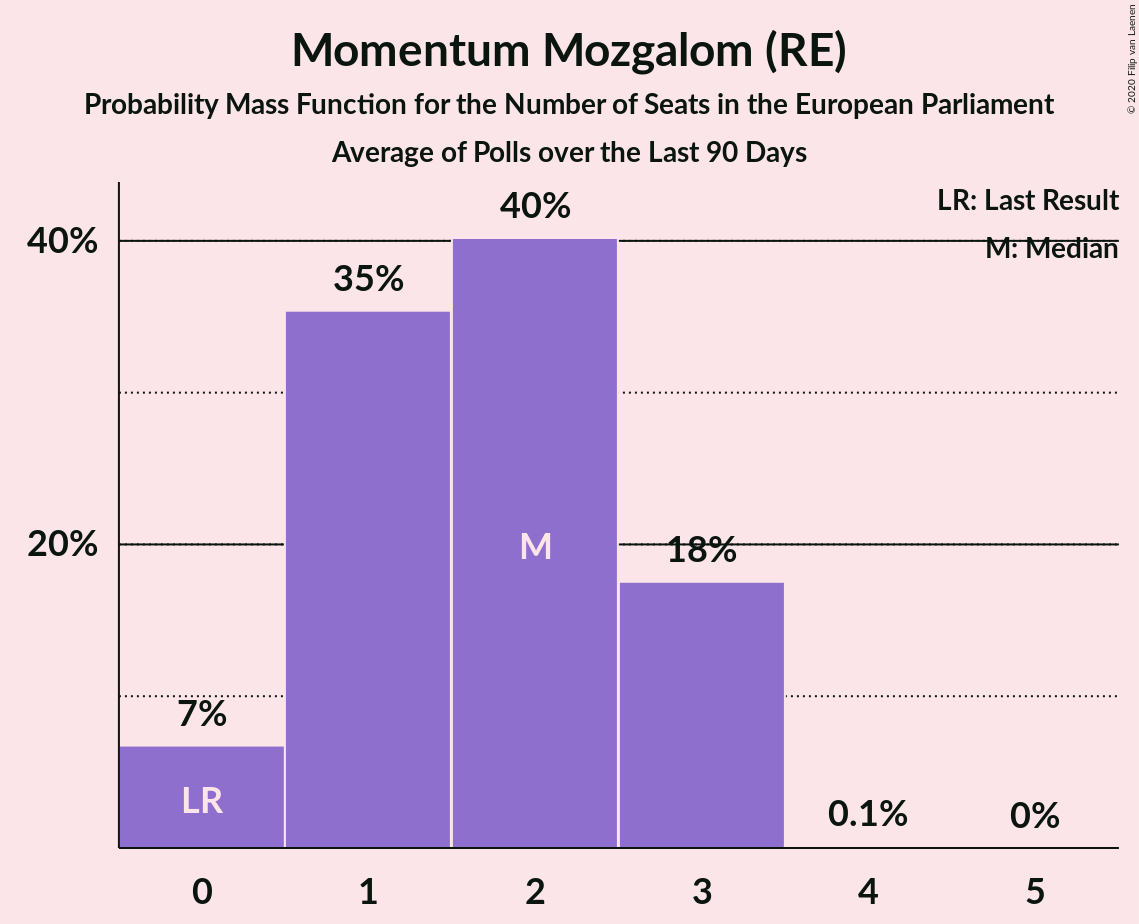 Momentum Mozgalom (RE)
Probability Mass Function for the Number of Seats in the European Parliament
Average of Polls over the Last 90 Days
© 2020 Filip van Laenen
LR: Last Result
M: Median
40%
20%
7%
35%
40%
18%
0.1%
0%
LR
M
0 1 2 3 4 5